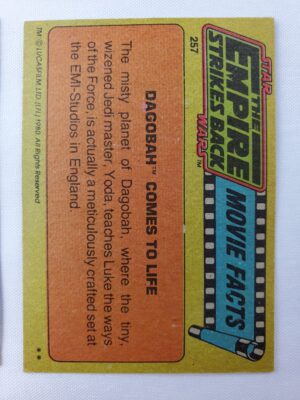 STAR
THE
EMPIRE
STRIKES BACK
WARS™
MOVIE FACTS
257
DAGOBAH™ COMES TO LIFE
The misty planet of Dagobah, where the tiny,
wizened Jedi master, Yoda, teaches Luke the ways
of the Force, is actually a meticulously crafted set at
the EMI-Studios in England.
TM © LUCASFILM LTD. (LFL) 1980. All Rights Reserved
**